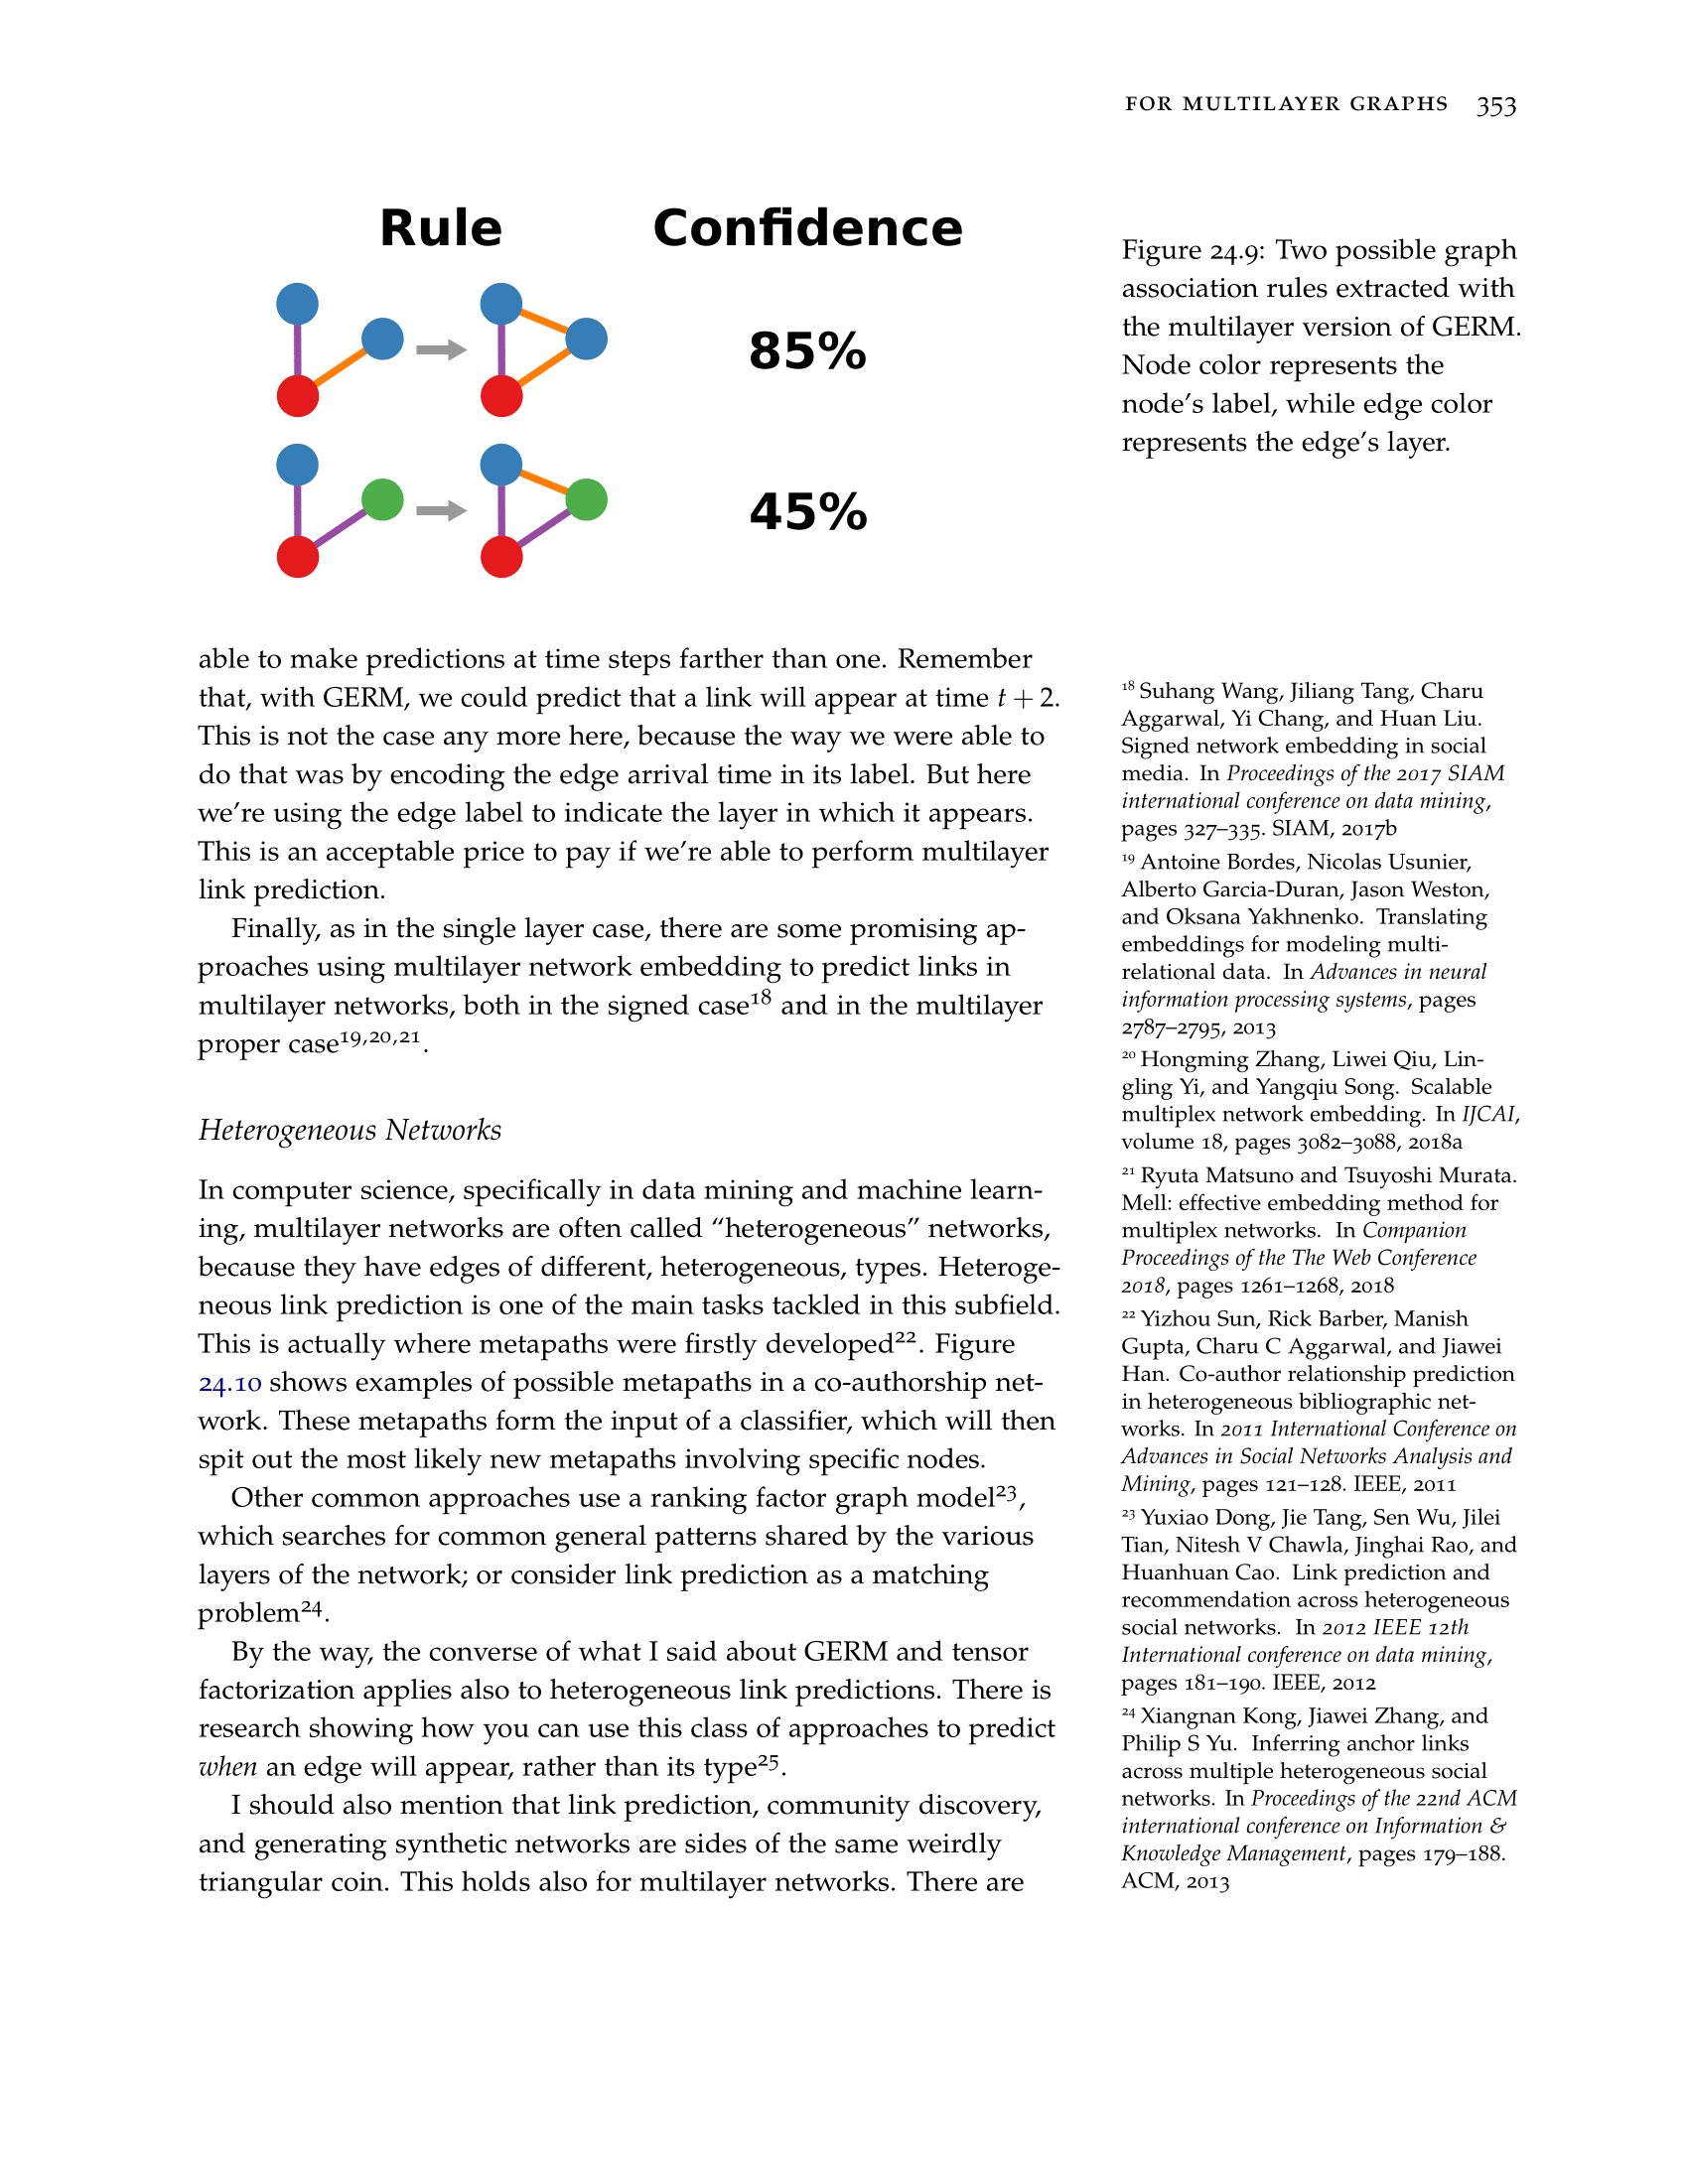 FOR MULTILAYER GRAPHS 353
Rule Confidence
85%
45%
Figure 24.9: Two possible graph
association rules extracted with
the multilayer version of GERM.
Node color represents the
node's label, while edge color
represents the edge's layer.
able to make predictions at time steps farther than one. Remember
that, with GERM, we could predict that a link will appear at time t + 2.
This is not the case any more here, because the way we were able to
do that was by encoding the edge arrival time in its label. But here
we're using the edge label to indicate the layer in which it appears.
This is an acceptable price to pay if we're able to perform multilayer
link prediction.
Finally, as in the single layer case, there are some promising ap-
proaches using multilayer network embedding to predict links in
multilayer networks, both in the signed case18 and in the multilayer
proper case19,20,21.
Heterogeneous Networks
In computer science, specifically in data mining and machine learn-
ing, multilayer networks are often called “heterogeneous” networks,
because they have edges of different, heterogeneous, types. Heteroge-
neous link prediction is one of the main tasks tackled in this subfield.
This is actually where metapaths were firstly developed22. Figure
24.10 shows examples of possible metapaths in a co-authorship net-
work. These metapaths form the input of a classifier, which will then
spit out the most likely new metapaths involving specific nodes.
Other common approaches use a ranking factor graph model23,
which searches for common general patterns shared by the various
layers of the network; or consider link prediction as a matching
problem24.
By the way, the converse of what I said about GERM and tensor
factorization applies also to heterogeneous link predictions. There is
research showing how you can use this class of approaches to predict
when an edge will appear, rather than its type25.
I should also mention that link prediction, community discovery,
and generating synthetic networks are sides of the same weirdly
triangular coin. This holds also for multilayer networks. There are
18 Suhang Wang, Jiliang Tang, Charu
Aggarwal, Yi Chang, and Huan Liu.
Signed network embedding in social
media. In Proceedings of the 2017 SIAM
international conference on data mining,
pages 327–335. SIAM, 2017b
19 Antoine Bordes, Nicolas Usunier,
Alberto Garcia-Duran, Jason Weston,
and Oksana Yakhnenko. Translating
embeddings for modeling multi-
relational data. In Advances in neural
information processing systems, pages
2787–2795, 2013
20 Hongming Zhang, Liwei Qiu, Lin-
gling Yi, and Yangqiu Song. Scalable
multiplex network embedding. In IJCAI,
volume 18, pages 3082–3088, 2018a
21 Ryuta Matsuno and Tsuyoshi Murata.
Mell: effective embedding method for
multiplex networks. In Companion
Proceedings of the The Web Conference
2018, pages 1261–1268, 2018
22 Yizhou Sun, Rick Barber, Manish
Gupta, Charu C Aggarwal, and Jiawei
Han. Co-author relationship prediction
in heterogeneous bibliographic net-
works. In 2011 International Conference on
Advances in Social Networks Analysis and
Mining, pages 121–128. IEEE, 2011
23 Yuxiao Dong, Jie Tang, Sen Wu, Jilei
Tian, Nitesh V Chawla, Jinghai Rao, and
Huanhuan Cao. Link prediction and
recommendation across heterogeneous
social networks. In 2012 IEEE 12th
International conference on data mining,
pages 181–190. IEEE, 2012
24 Xiangnan Kong, Jiawei Zhang, and
Philip S Yu. Inferring anchor links
across multiple heterogeneous social
networks. In Proceedings of the 22nd ACM
international conference on Information &
Knowledge Management, pages 179–188.
ACM, 2013